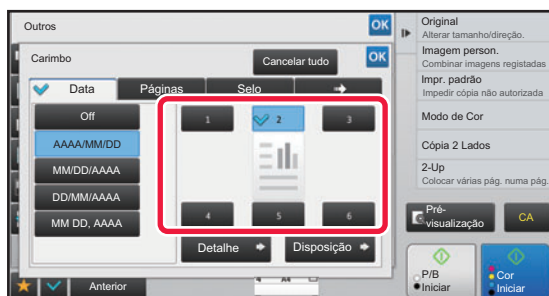 Outros
OK
Carimbo
Cancelar tudo
OK
Data
Páginas
Selo
Off
AAAA/MM/DD
MM/DD/AAAA
DD/MM/AAAA
MM DD, AAAA
1
2
3
4
5
6
Detalhe
Disposição
Anterior
A4
Original
Alterar tamanho/direção.
Imagem person.
Combinar imagens registadas
Impr. padrão
Impedir cópia não autorizada
Modo de Cor
Cópia 2 Lados
2-Up
Colocar várias pág. numa pág.
Pré-
visualização
CA
P/B
Iniciar
Cor
Iniciar